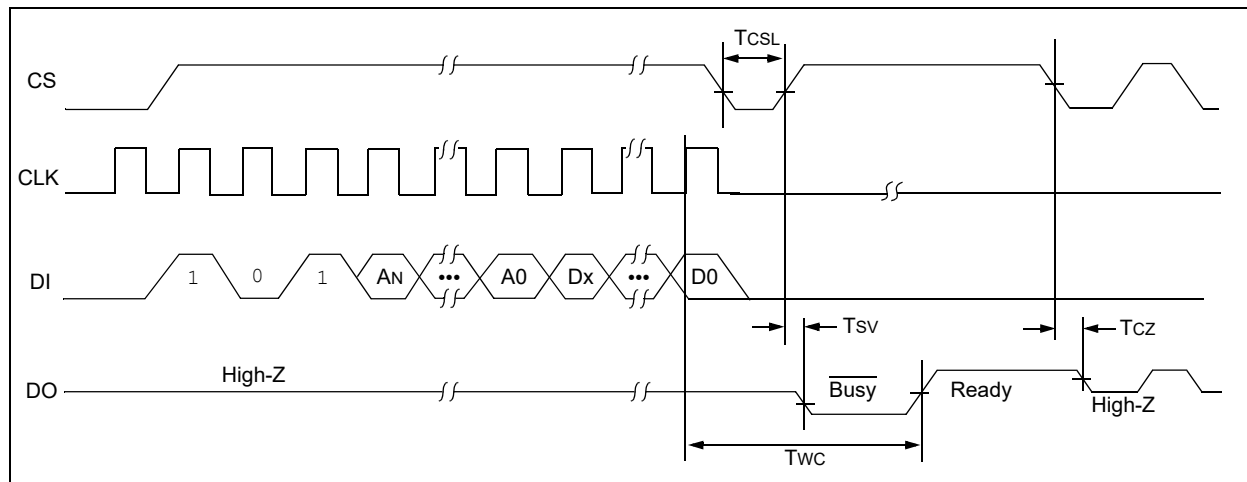 TCSL
CS
CLK
DI 1 0 1 AN ••• A0 Dx ••• D0
TSV TCZ
High-Z
DO Busy Ready High-Z
TWC